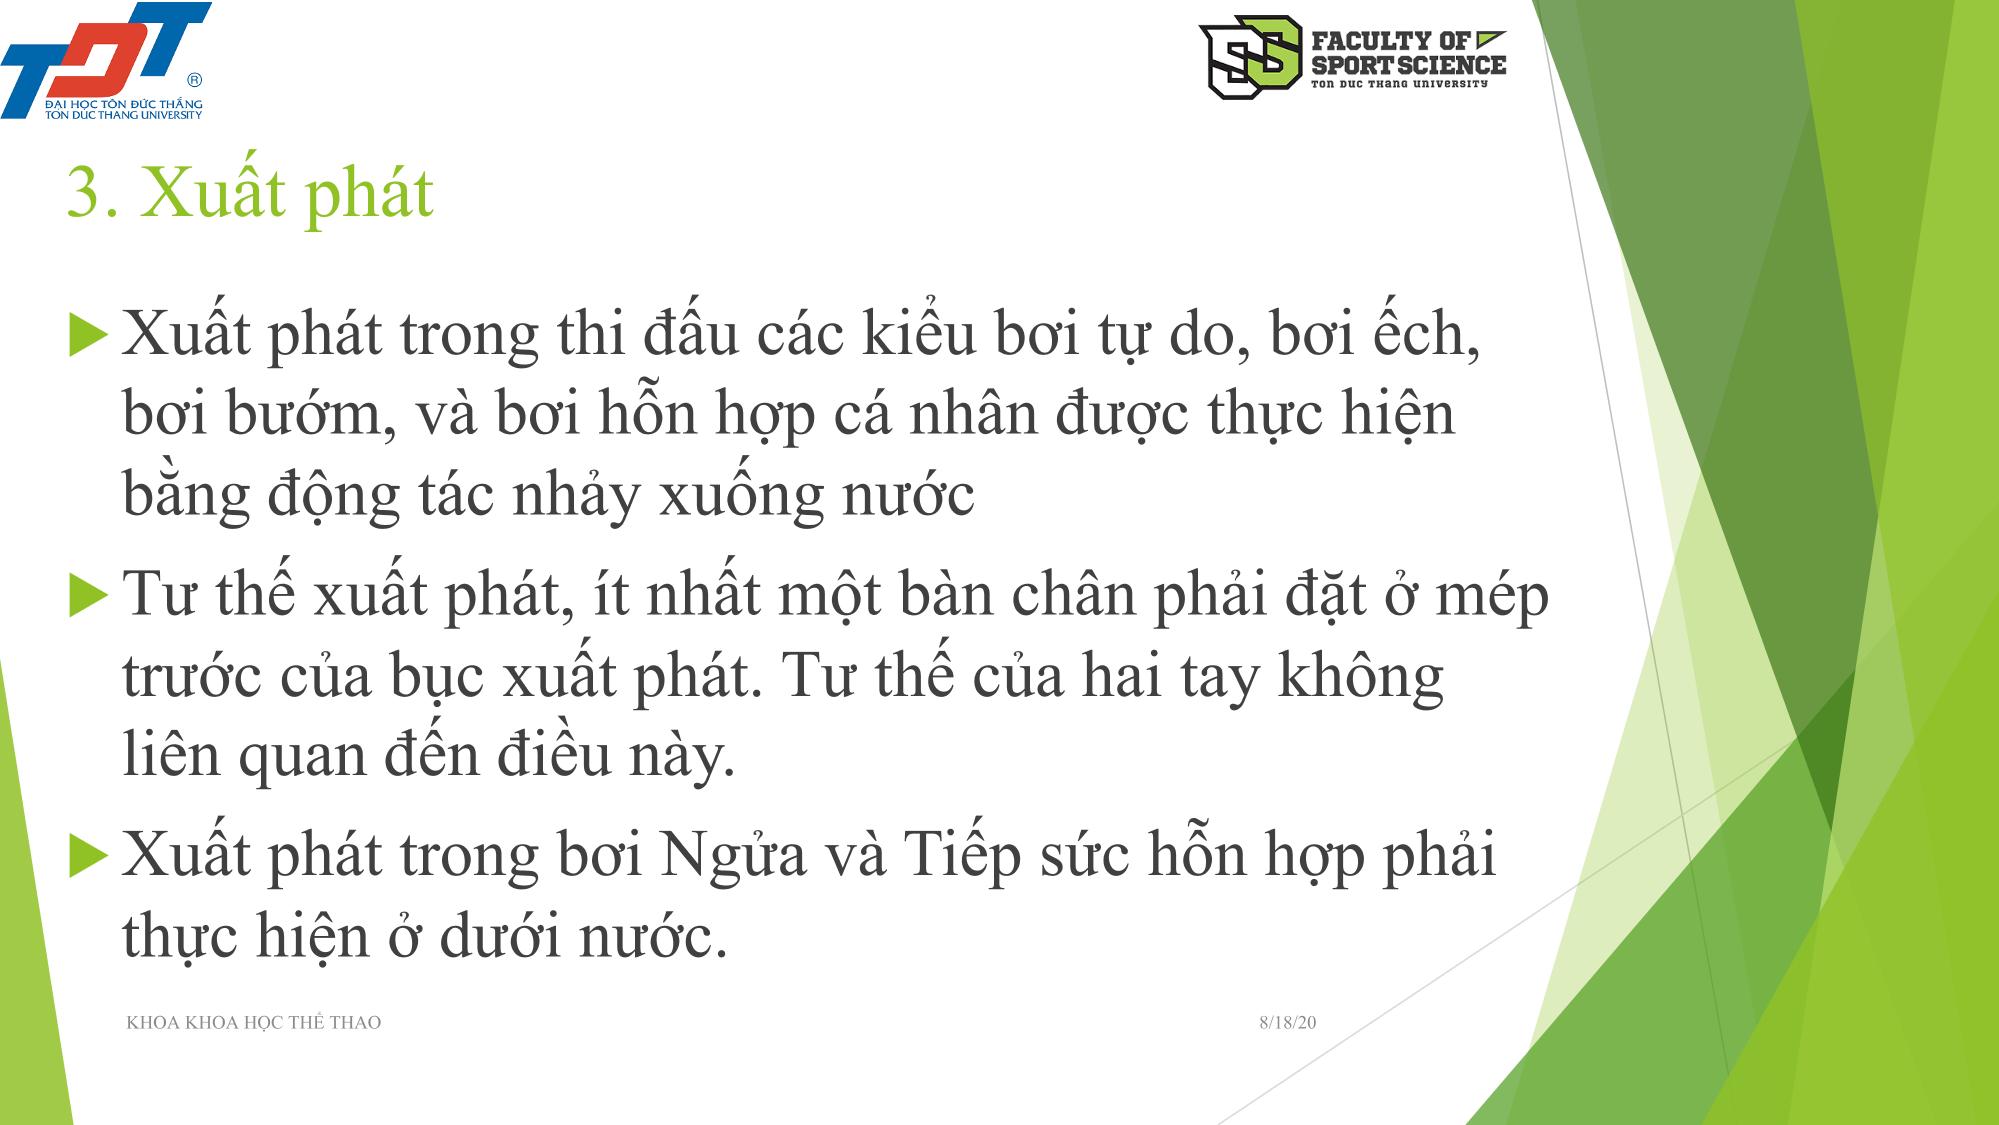 TDT
®
ĐẠI HỌC TÔN ĐỨC THẮNG
TON DUC THANG UNIVERSITY
SS
FACULTY OF
SPORT SCIENCE
TON DUC THANG UNIVERSITY
3. Xuất phát
Xuất phát trong thi đấu các kiểu bơi tự do, bơi ếch,
bơi bướm, và bơi hỗn hợp cá nhân được thực hiện
bằng động tác nhảy xuống nước
Tư thế xuất phát, ít nhất một bàn chân phải đặt ở mép
trước của bục xuất phát. Tư thế của hai tay không
liên quan đến điều này.
Xuất phát trong bơi Ngửa và Tiếp sức hỗn hợp phải
thực hiện ở dưới nước.
KHOA KHOA HỌC THỂ THAO
8/18/20